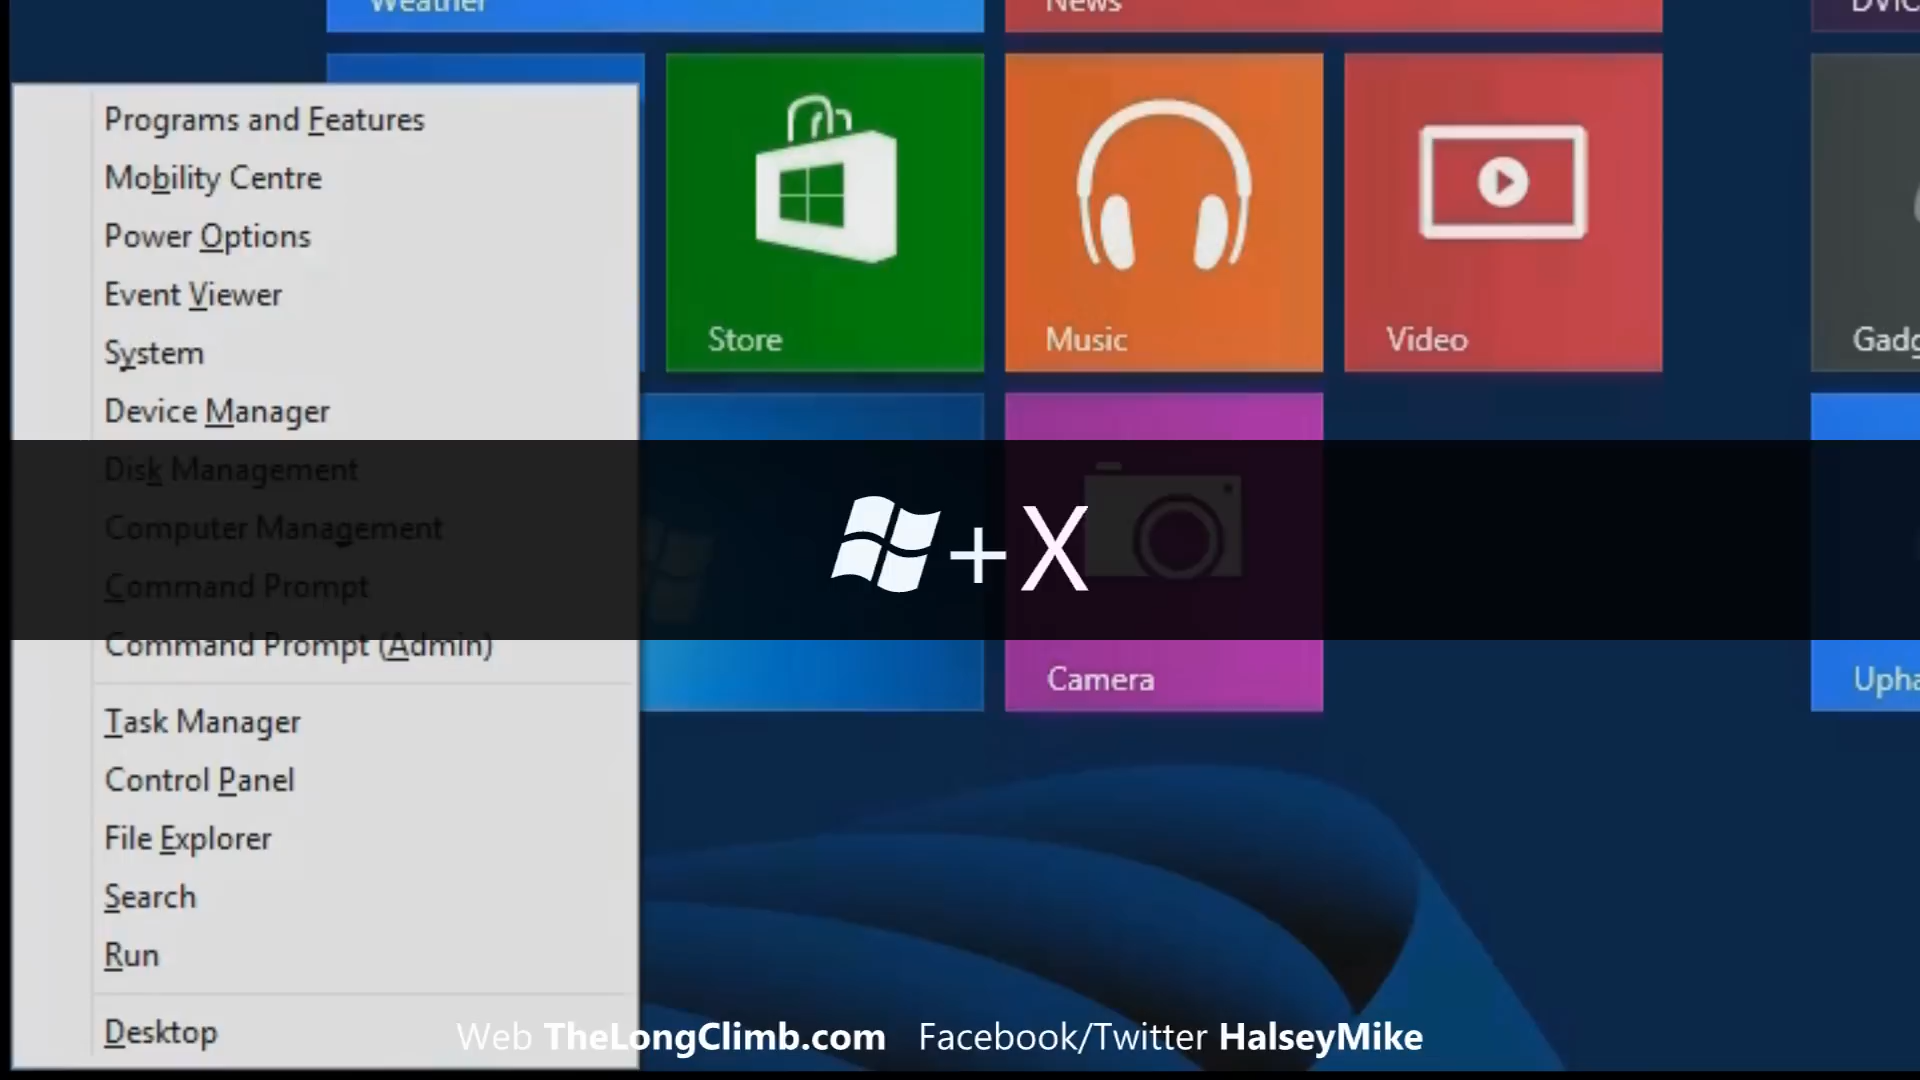 Weather
News
Programs and Features
Mobility Centre
Power Options
Event Viewer
System
Device Manager
Disk Management
Computer Management
Command Prompt
Command Prompt (Admin)
Task Manager
Control Panel
File Explorer
Search
Run
Desktop
Store
Music
Video
+X
Camera
Web TheLongClimb.com Facebook/Twitter HalseyMike